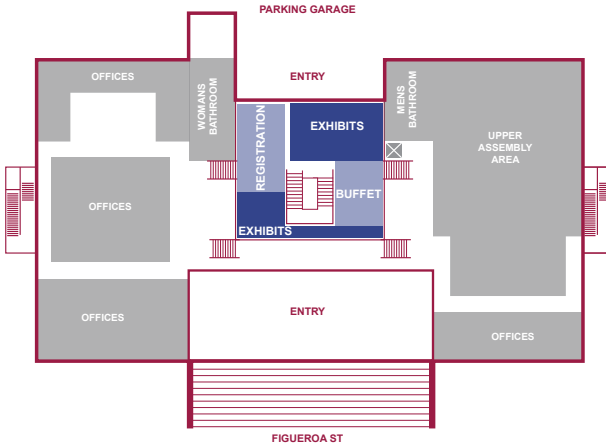 PARKING GARAGE
OFFICES
WOMANS
BATHROOM
ENTRY
MENS
BATHROOM
REGISTRATION
EXHIBITS
UPPER
ASSEMBLY
AREA
OFFICES
BUFFET
EXHIBITS
OFFICES
ENTRY
OFFICES
FIGUEROA ST